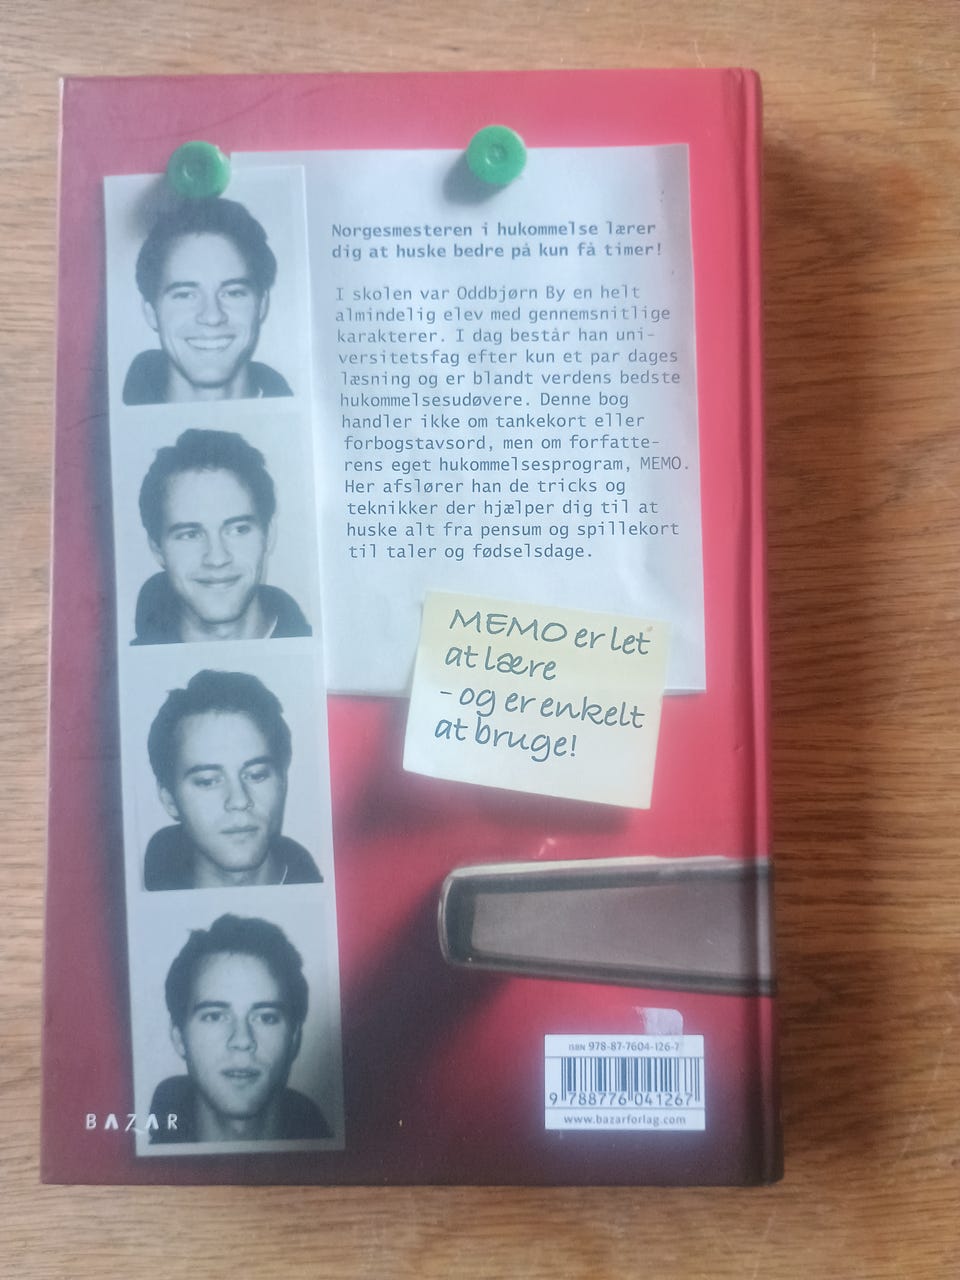 Norgesmesteren i hukommelse lærer
dig at huske bedre på kun få timer!
I skolen var Oddbjørn By en helt
almindelig elev med gennemsnitlige
karakterer. I dag består han uni-
versitetsfag efter kun et par dages
læsning og er blandt verdens bedste
hukommelsesudøvere. Denne bog
handler ikke om tankekort eller
forbogstavsord, men om forfatte-
rens eget hukommelsesprogram, MEMO.
Her afslører han de tricks og
teknikker der hjælper dig til at
huske alt fra pensum og spillekort
til taler og fødselsdage.
MEMO er let
at lære
- og er enkelt
at bruge!
BAZAR
ISBN 978-87-7604-126-7
9 788776 041267
www.bazarforlag.com